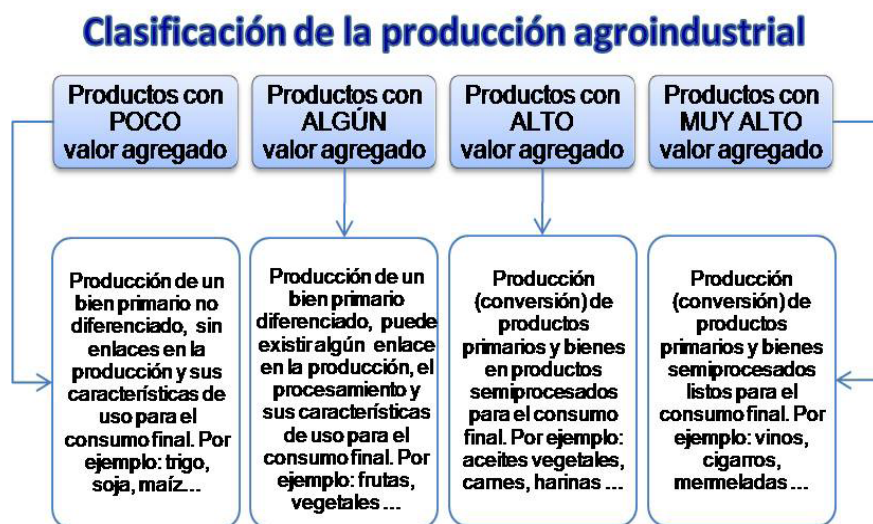 Clasificación de la producción agroindustrial
Productos con
POCO
valor agregado
Productos con
ALGÚN
valor agregado
Productos con
ALTO
valor agregado
Productos con
MUY ALTO
valor agregado
Producción de un
bien primario no
diferenciado, sin
enlaces en la
producción y sus
características de
uso para el
consumo final. Por
ejemplo: trigo,
soja, maíz...
Producción de un
bien primario
diferenciado, puede
existir algún enlace
en la producción, el
procesamiento y
sus características
de uso para el
consumo final. Por
ejemplo: frutas,
vegetales ...
Producción
(conversión) de
productos
primarios y bienes
en productos
semiprocesados
para el consumo
final. Por ejemplo:
aceites vegetales,
carnes, harinas ...
Producción
(conversión) de
productos
primarios y bienes
semiprocesados
listos para el
consumo final. Por
ejemplo: vinos,
cigarros,
mermeladas ...